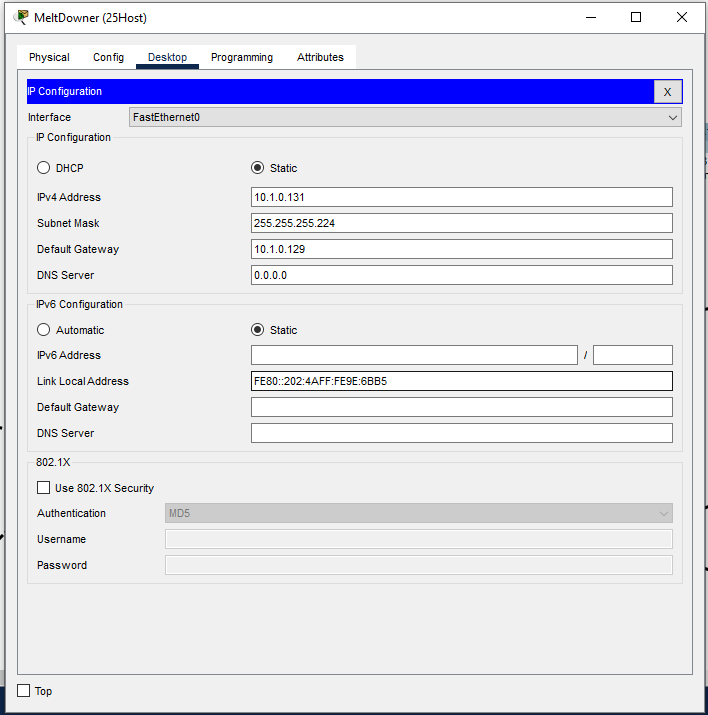 MeltDowner (25Host)
Physical Config Desktop Programming Attributes
IP Configuration X
Interface FastEthernet0
IP Configuration
DHCP Static
IPv4 Address 10.1.0.131
Subnet Mask 255.255.255.224
Default Gateway 10.1.0.129
DNS Server 0.0.0.0
IPv6 Configuration
Automatic Static
IPv6 Address /
Link Local Address FE80::202:4AFF:FE9E:6BB5
Default Gateway
DNS Server
802.1X
Use 802.1X Security
Authentication MD5
Username
Password
Top